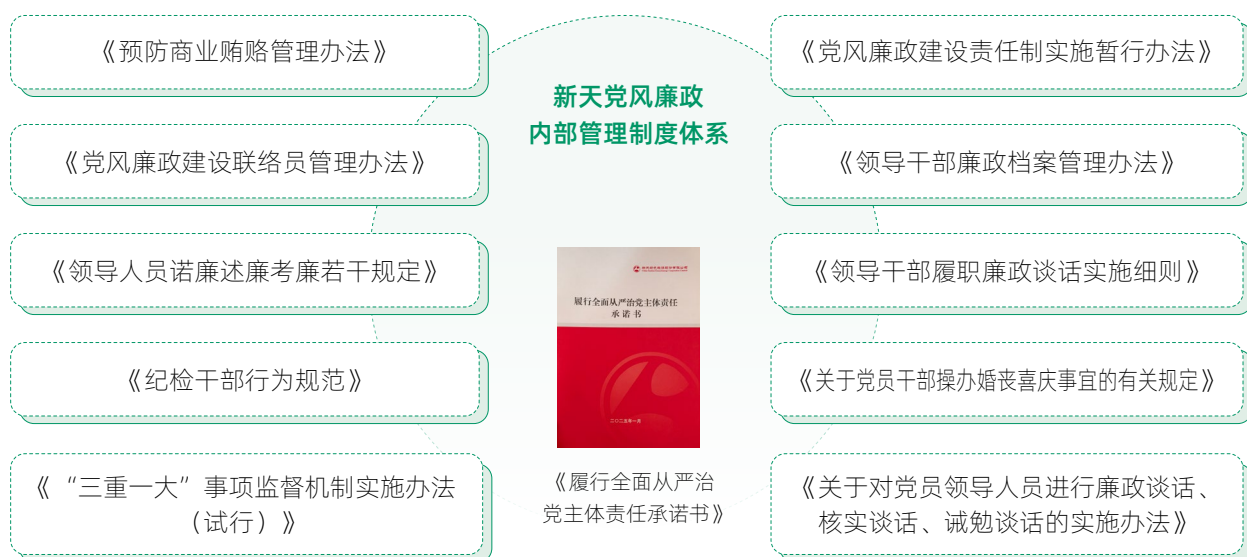 新天党风廉政
内部管理制度体系
《预防商业贿赂管理办法》
《党风廉政建设联络员管理办法》
《领导人员诺廉述廉考廉若干规定》
《纪检干部行为规范》
《“三重一大”事项监督机制实施办法
（试行）》
《党风廉政建设责任制实施暂行办法》
《领导干部廉政档案管理办法》
《领导干部履职廉政谈话实施细则》
《关于党员干部操办婚丧喜庆事宜的有关规定》
《关于对党员领导人员进行廉政谈话、
核实谈话、诫勉谈话的实施办法》
履行全面从严治党主体责任
承诺书
《履行全面从严治
党主体责任承诺书》